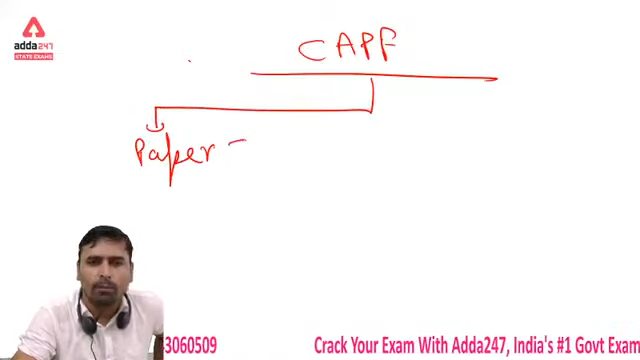 adda247
STATE EXAMS
CAPF
Paper -
3060509
Crack Your Exam With Adda247, India's #1 Govt Exam